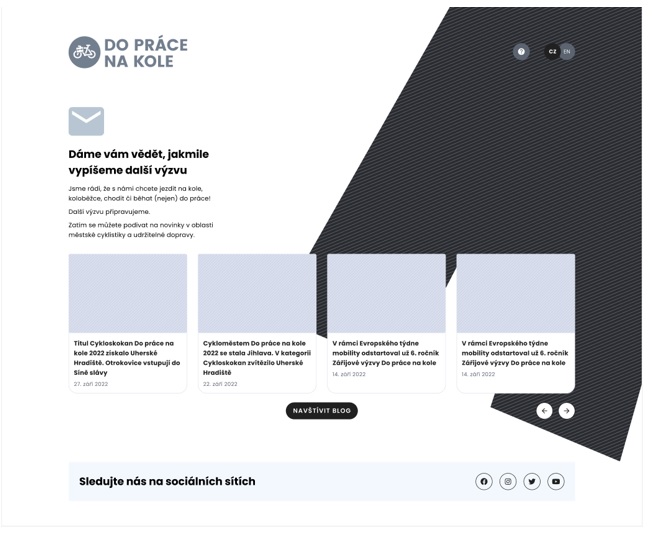 DO PRÁCE
NA KOLE
?
CZ EN
Dáme vám vědět, jakmile
vypíšeme další výzvu
Jsme rádi, že s námi chcete jezdit na kole,
koloběžce, chodit či běhat (nejen) do práce!
Další výzvu připravujeme.
Zatím se můžete podívat na novinky v oblasti
městské cyklistiky a udržitelné dopravy.
Titul Cykloskokan Do práce na
kole 2022 získalo Uherské
Hradiště. Otrokovice vstupují do
Síně slávy
27. září 2022
Cykloměstem Do práce na kole
2022 se stala Jihlava. V kategorii
Cykloskokan zvítězilo Uherské
Hradiště
22. září 2022
V rámci Evropského týdne
mobility odstartoval už 6. ročník
Zářijové výzvy Do práce na kole
14. září 2022
V rámci Evropského týdne
mobility odstartoval už 6. ročník
Zářijové výzvy Do práce na kole
14. září 2022
NAVŠTÍVIT BLOG
Sledujte nás na sociálních sítích